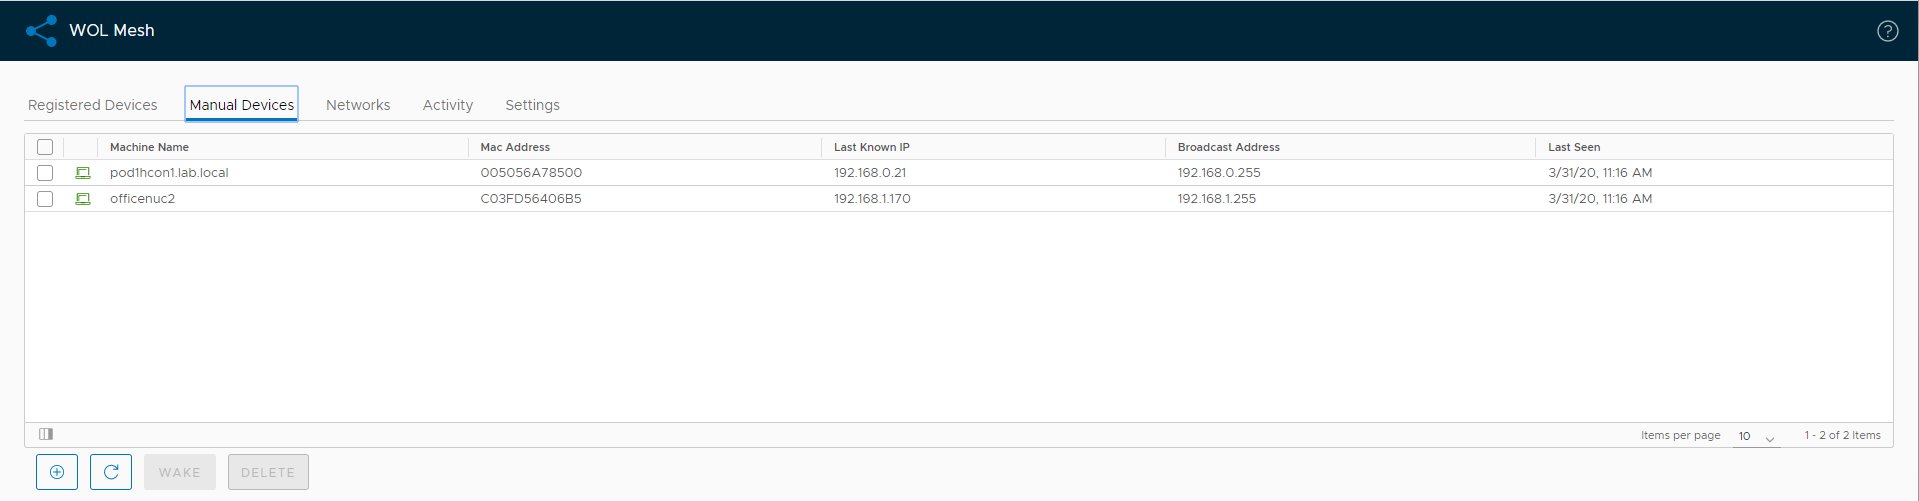 WOL Mesh
Registered Devices Manual Devices Networks Activity Settings
Machine Name Mac Address Last Known IP Broadcast Address Last Seen
pod1hcon1.lab.local 005056A78500 192.168.0.21 192.168.0.255 3/31/20, 11:16 AM
officenuc2 C03FD56406B5 192.168.1.170 192.168.1.255 3/31/20, 11:16 AM
Items per page 10 1 - 2 of 2 Items
WAKE DELETE